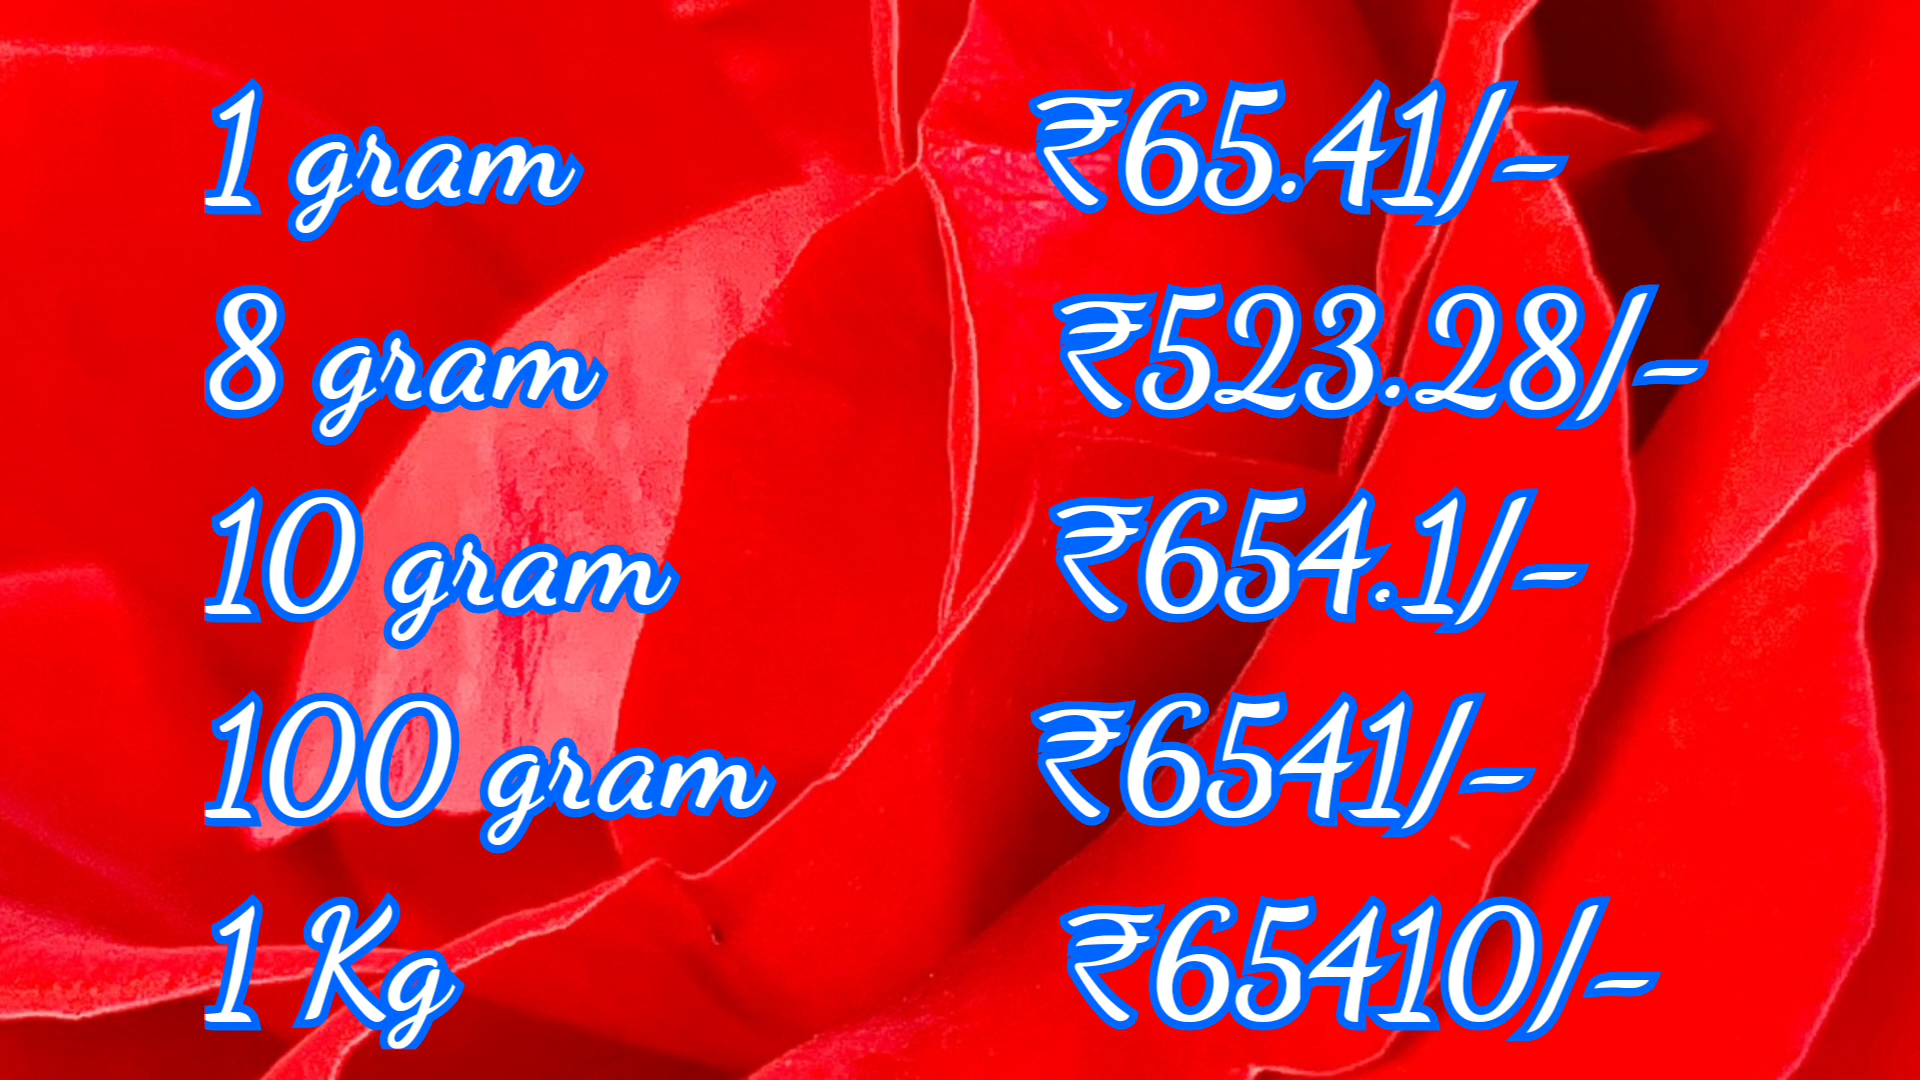 1 gram ₹65.41/-
8 gram ₹523.28/-
10 gram ₹654.1/-
100 gram ₹6541/-
1 Kg ₹65410/-